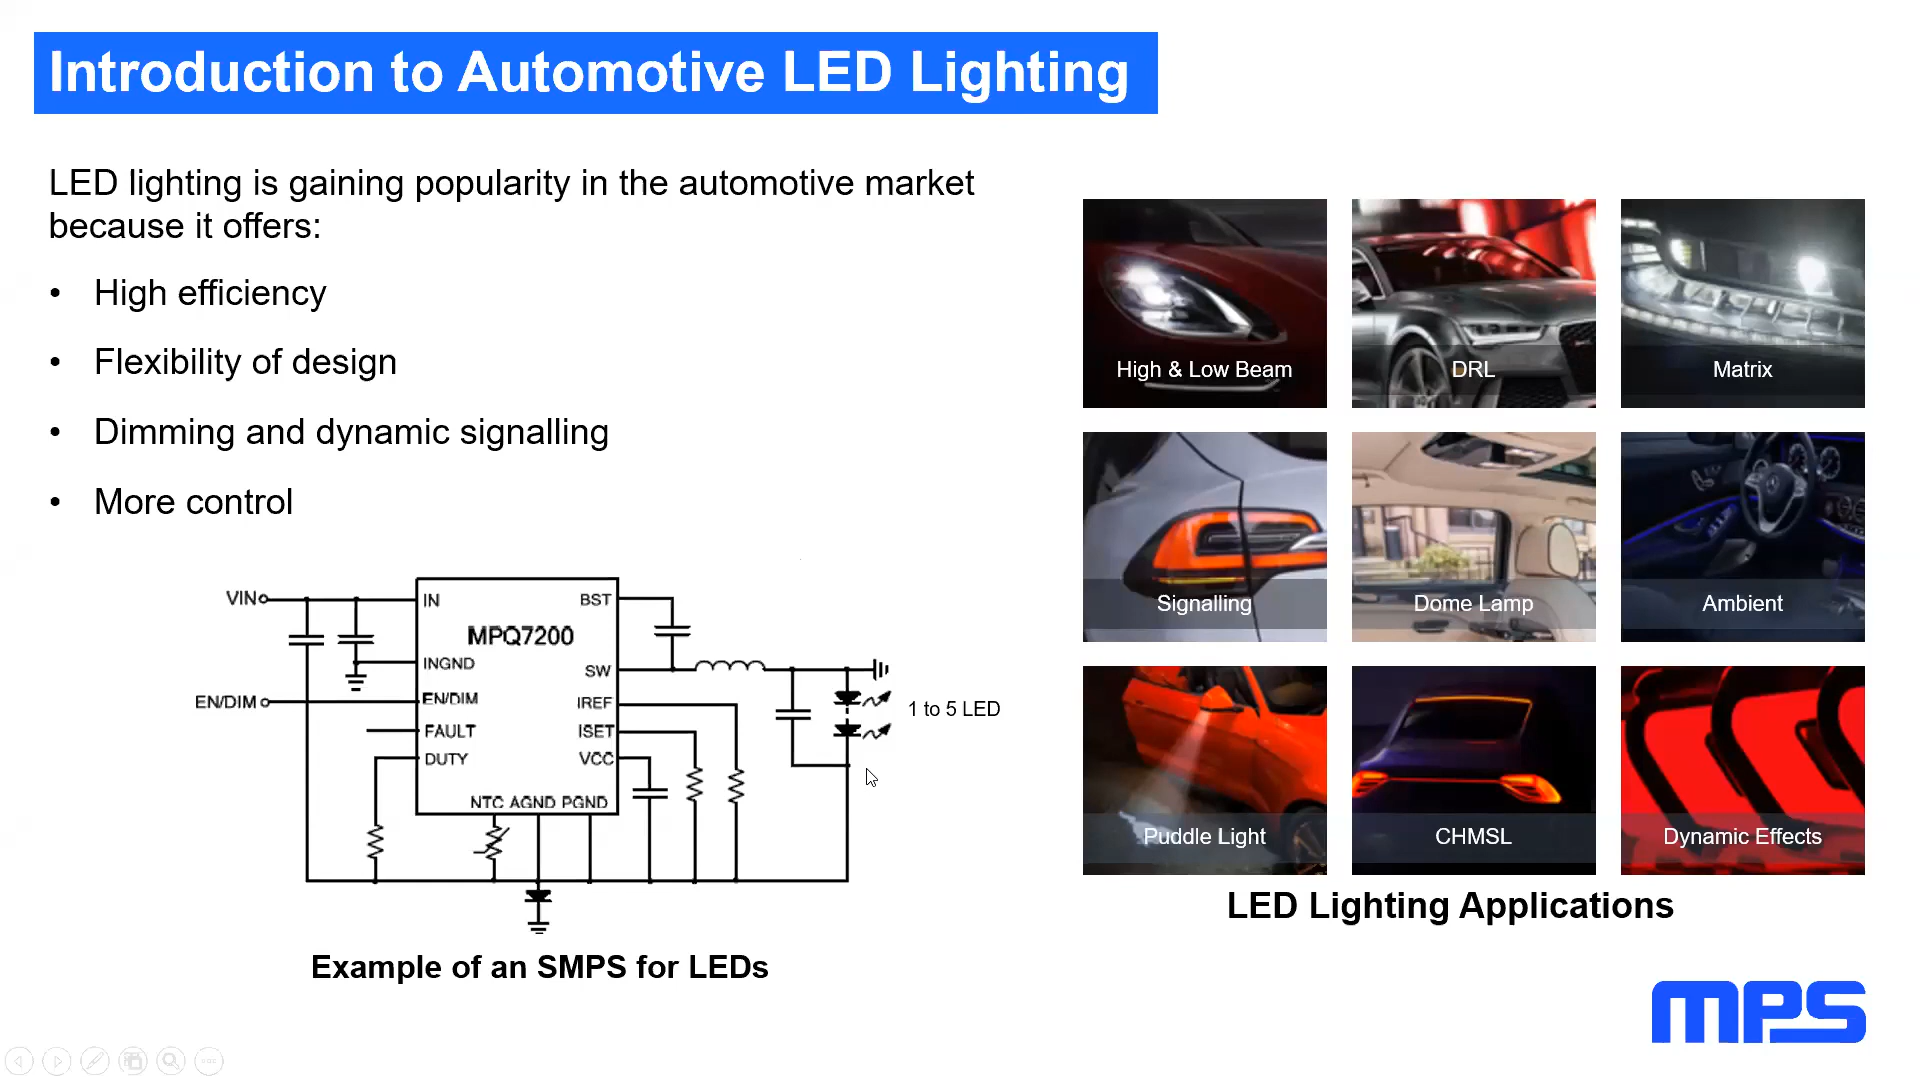 Introduction to Automotive LED Lighting
LED lighting is gaining popularity in the automotive market
because it offers:
• High efficiency
• Flexibility of design
• Dimming and dynamic signalling
• More control
VIN
IN
BST
MPQ7200
INGND
SW
EN/DIM
EN/DIM
IREF
1 to 5 LED
FAULT
ISET
DUTY
VCC
NTC AGND PGND
Example of an SMPS for LEDs
High & Low Beam
DRL
Matrix
Signalling
Dome Lamp
Ambient
Puddle Light
CHMSL
Dynamic Effects
LED Lighting Applications
MPS